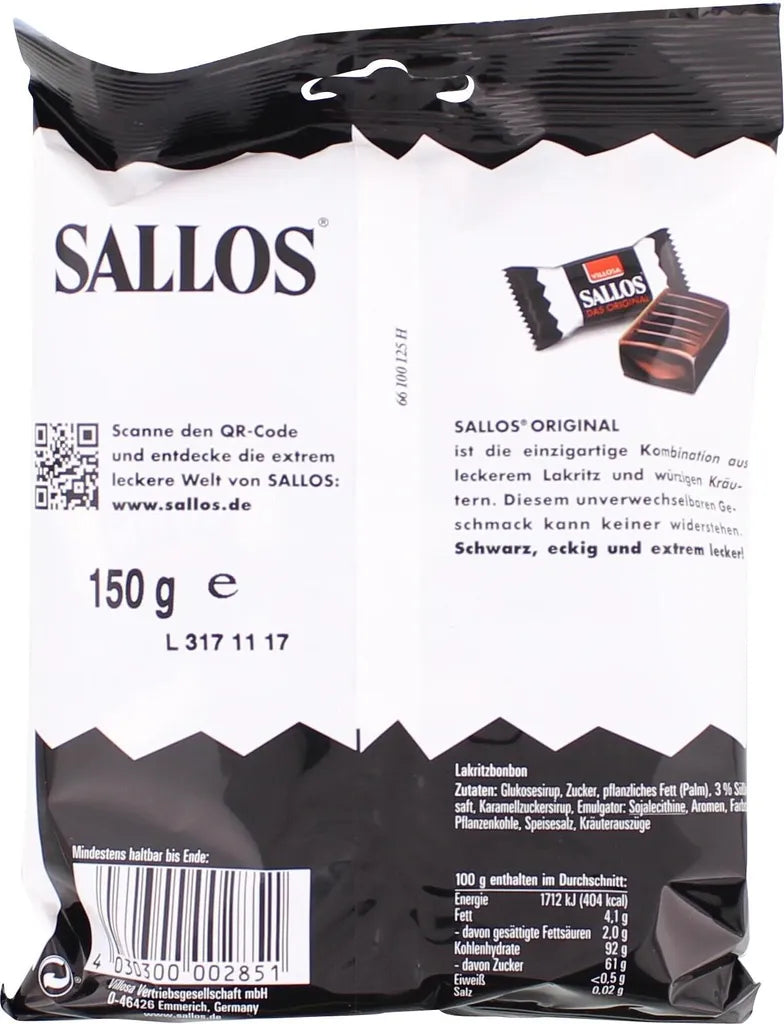 SALLOS®
VILLOSA
SALLOS
DAS ORIGINAL
66 100 125 H
Scanne den QR-Code
und entdecke die extrem
leckere Welt von SALLOS:
www.sallos.de
150 g e
L 317 11 17
SALLOS® ORIGINAL
ist die einzigartige Kombination aus
leckerem Lakritz und würzigen Kräu-
tern. Diesem unverwechselbaren Ge-
schmack kann keiner widerstehen.
Schwarz, eckig und extrem lecker!
Lakritzbonbon
Zutaten: Glukosesirup, Zucker, pflanzliches Fett (Palm), 3 %
saft, Karamellzuckersirup, Emulgator: Sojalecithine, Aromen,
Pflanzenkohle, Speisesalz, Kräuterauszüge
100 g enthalten im Durchschnitt:
Energie 1712 kJ (404 kcal)
Fett 4,1 g
- davon gesättigte Fettsäuren 2,0 g
Kohlenhydrate 92 g
- davon Zucker 61 g
Eiweiß <0,5 g
Salz 0,02 g
Mindestens haltbar bis Ende:
4 030300 002851
Villosa Vertriebsgesellschaft mbH
D-46426 Emmerich, Germany
www.sallos.de